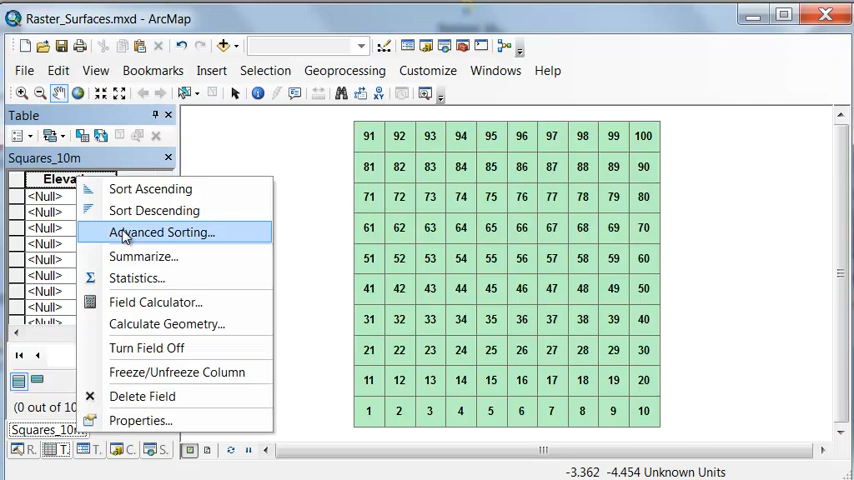 Raster_Surfaces.mxd - ArcMap
File Edit View Bookmarks Insert Selection Geoprocessing Customize Windows Help
Table
Squares_10m
Eleva
<Null>
<Null>
<Null>
<Null>
<Null>
<Null>
<Null>
<Null>
<Null>
Sort Ascending
Sort Descending
Advanced Sorting...
Summarize...
Statistics...
Field Calculator...
Calculate Geometry...
Turn Field Off
Freeze/Unfreeze Column
Delete Field
Properties...
(0 out of 10
Squares_10m
R. T. T. C. S.
91 92 93 94 95 96 97 98 99 100
81 82 83 84 85 86 87 88 89 90
71 72 73 74 75 76 77 78 79 80
61 62 63 64 65 66 67 68 69 70
51 52 53 54 55 56 57 58 59 60
41 42 43 44 45 46 47 48 49 50
31 32 33 34 35 36 37 38 39 40
21 22 23 24 25 26 27 28 29 30
11 12 13 14 15 16 17 18 19 20
1 2 3 4 5 6 7 8 9 10
-3.362 -4.454 Unknown Units